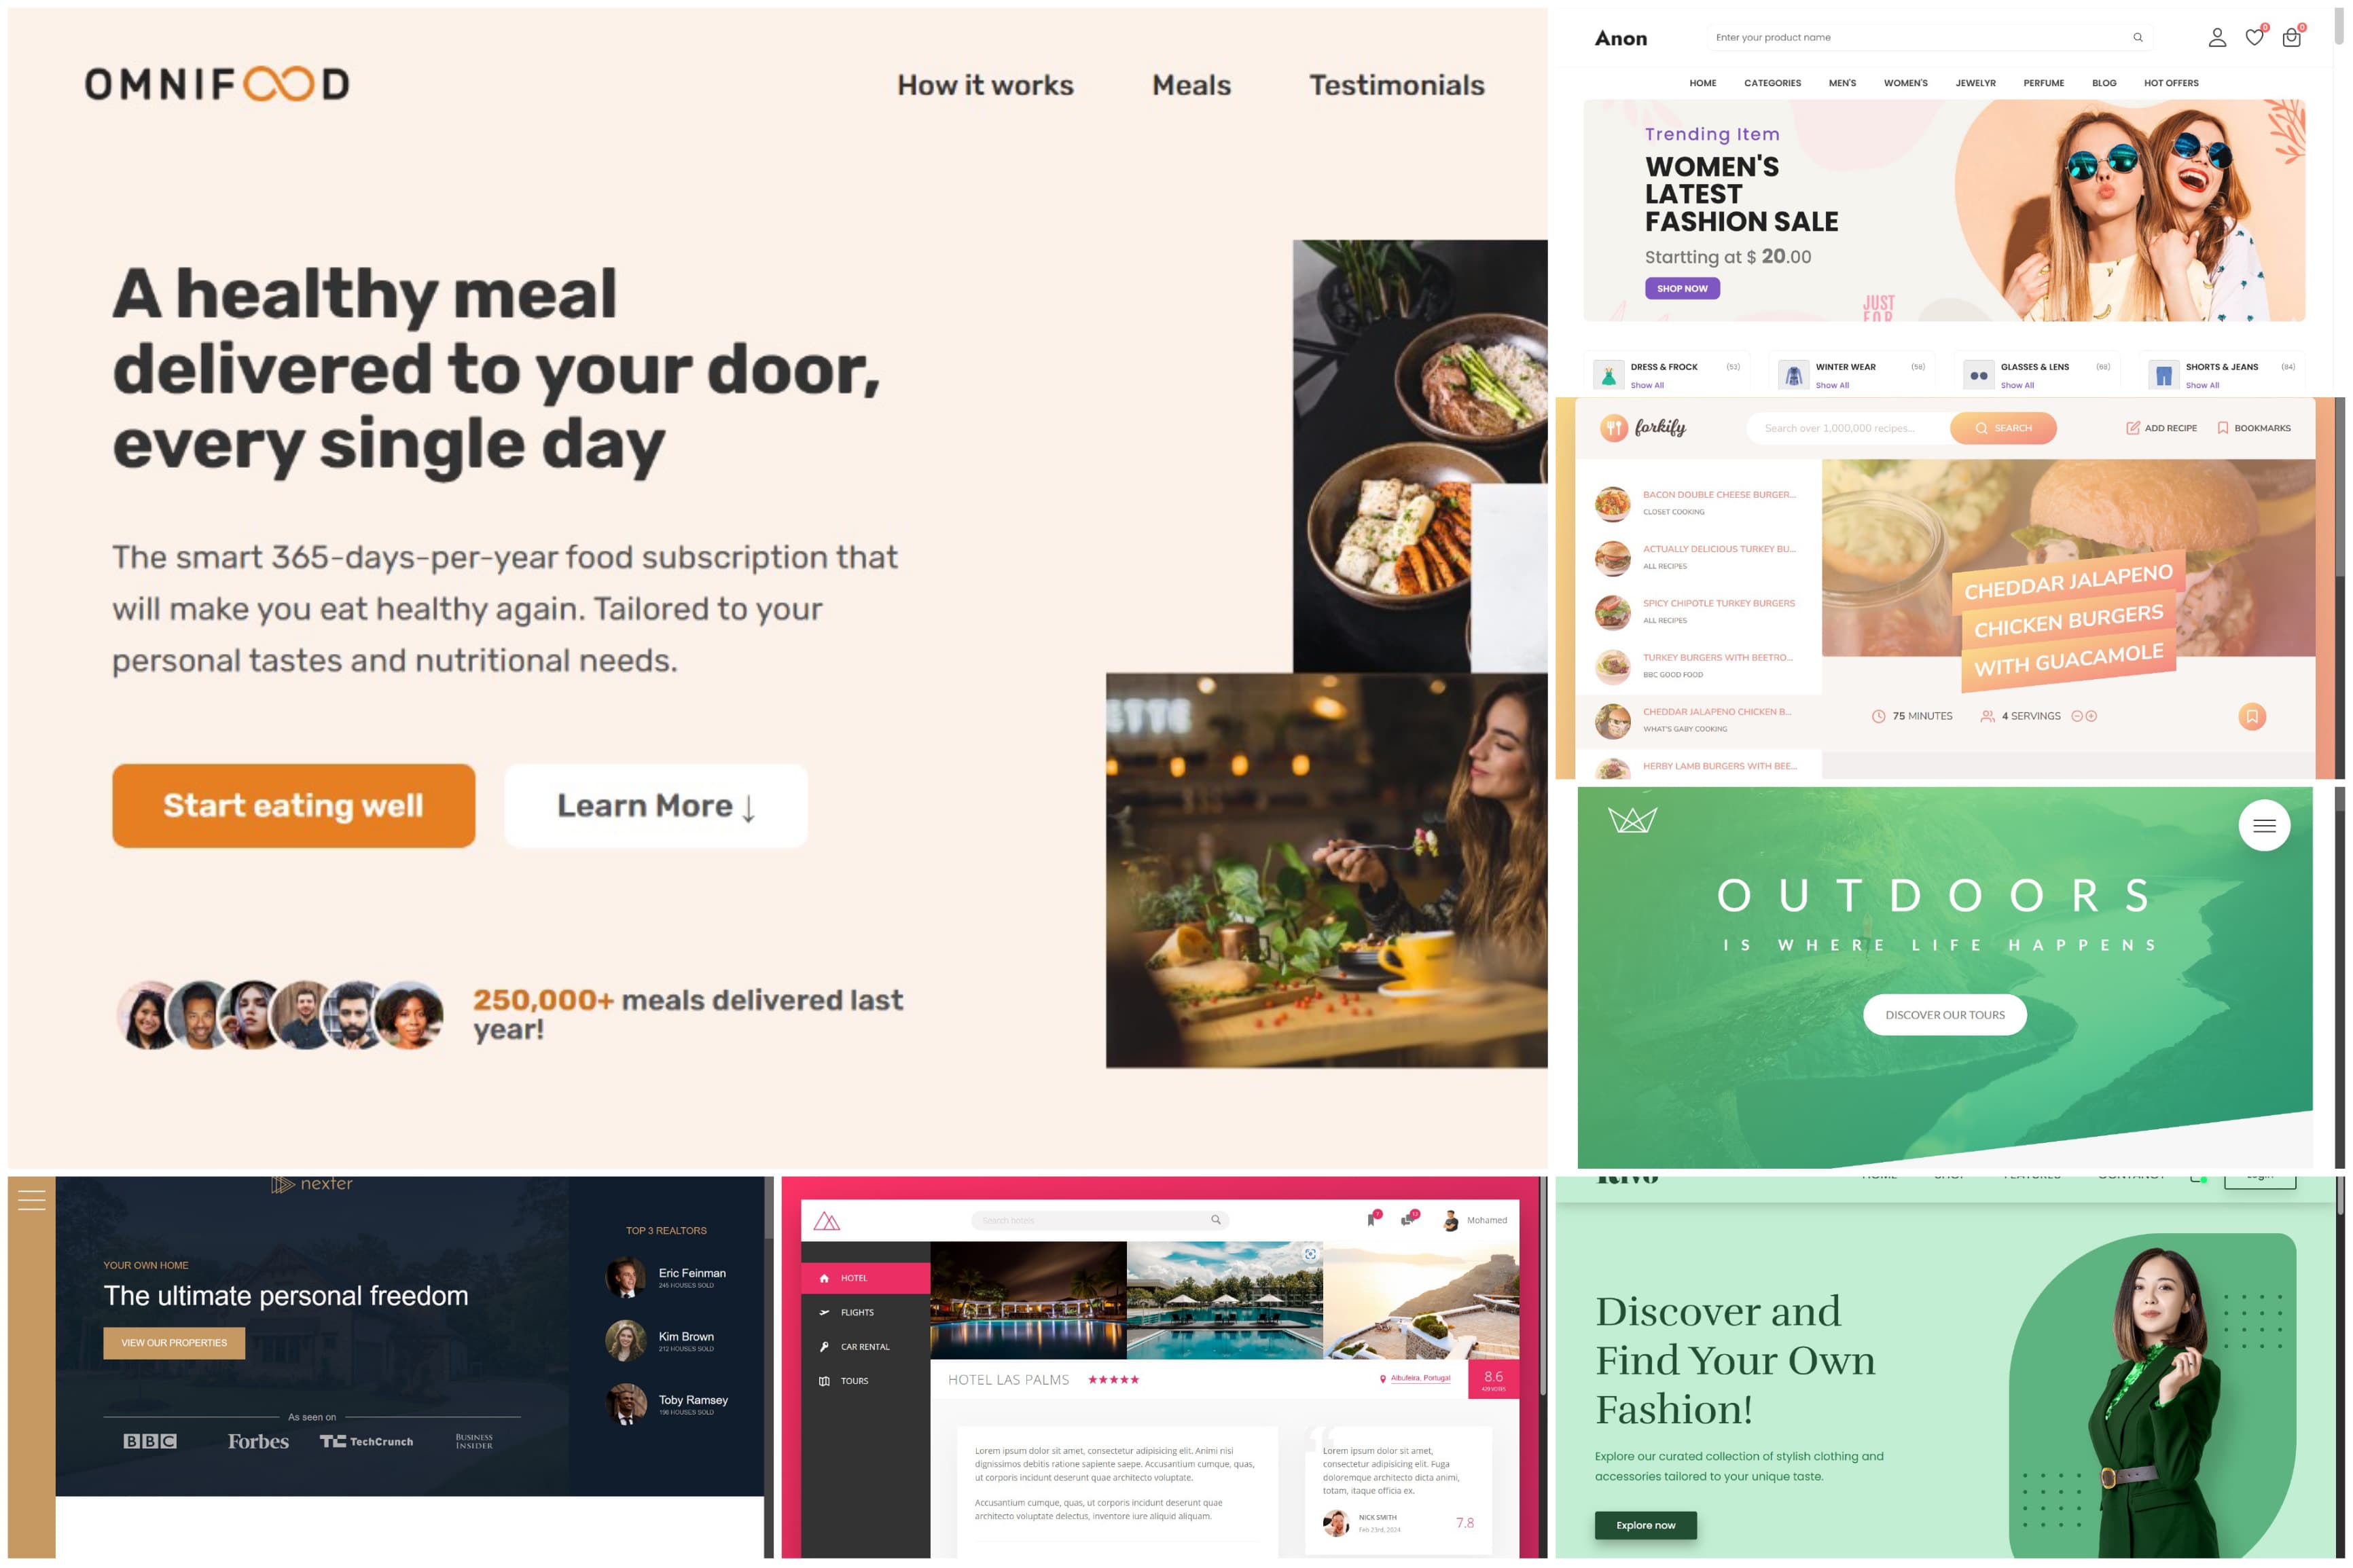 OMNIFOOD
How it works Meals Testimonials
A healthy meal
delivered to your door,
every single day
The smart 365-days-per-year food subscription that
will make you eat healthy again. Tailored to your
personal tastes and nutritional needs.
Start eating well Learn More ↓
250,000+ meals delivered last
year!
ETTE
Anon
Enter your product name
0 0
HOME CATEGORIES MEN'S WOMEN'S JEWELYR PERFUME BLOG HOT OFFERS
Trending Item
WOMEN'S
LATEST
FASHION SALE
Startting at $ 20.00
SHOP NOW
JUST
FOR
DRESS & FROCK (53)
Show All
WINTER WEAR (58)
Show All
GLASSES & LENS (68)
Show All
SHORTS & JEANS (84)
Show All
forkify
Search over 1,000,000 recipes...
SEARCH
ADD RECIPE
BOOKMARKS
BACON DOUBLE CHEESE BURGER...
CLOSET COOKING
ACTUALLY DELICIOUS TURKEY BU...
ALL RECIPES
SPICY CHIPOTLE TURKEY BURGERS
ALL RECIPES
TURKEY BURGERS WITH BEETRO...
BBC GOOD FOOD
CHEDDAR JALAPENO CHICKEN B...
WHAT'S GABY COOKING
HERBY LAMB BURGERS WITH BEE...
CHEDDAR JALAPENO
CHICKEN BURGERS
WITH GUACAMOLE
75 MINUTES 4 SERVINGS
OUTDOORS
IS WHERE LIFE HAPPENS
DISCOVER OUR TOURS
nexter
YOUR OWN HOME
The ultimate personal freedom
VIEW OUR PROPERTIES
As seen on
BBC Forbes TechCrunch BUSINESS
INSIDER
TOP 3 REALTORS
Eric Feinman
245 HOUSES SOLD
Kim Brown
212 HOUSES SOLD
Toby Ramsey
198 HOUSES SOLD
Search hotels
7 13
Mohamed
HOTEL
FLIGHTS
CAR RENTAL
TOURS
HOTEL LAS PALMS ★★★★★
Albufeira, Portugal
8.6
429 VOTES
Lorem ipsum dolor sit amet, consectetur adipisicing elit. Animi nisi
dignissimos debitis ratione sapiente saepe. Accusantium cumque, quas,
ut corporis incidunt deserunt quae architecto voluptate.
Accusantium cumque, quas, ut corporis incidunt deserunt quae
architecto voluptate delectus, inventore iure aliquid aliquam.
Lorem ipsum dolor sit amet,
consectetur adipisicing elit. Fuga
doloremque architecto dicta animi,
totam, itaque officia ex.
NICK SMITH
Feb 23rd, 2024
7.8
HOME SHOP FEATURES CONTANCT
Login
Discover and
Find Your Own
Fashion!
Explore our curated collection of stylish clothing and
accessories tailored to your unique taste.
Explore now